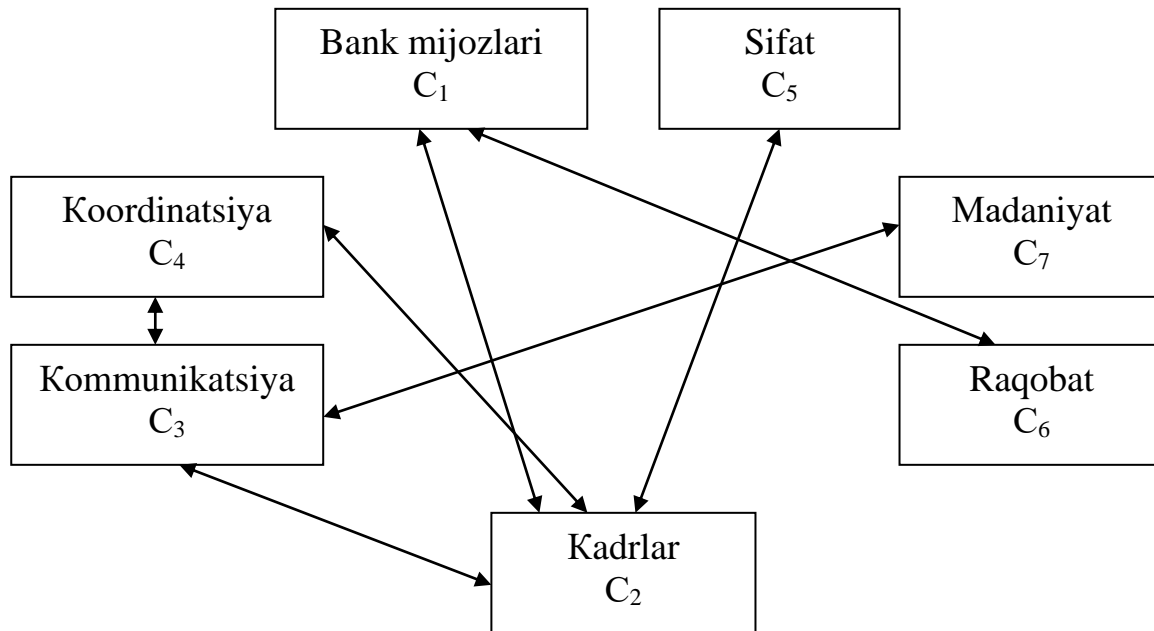 Bank mijozlari
C₁
Sifat
C₅
Koordinatsiya
C₄
Madaniyat
C₇
Kommunikatsiya
C₃
Raqobat
C₆
Kadrlar
C₂